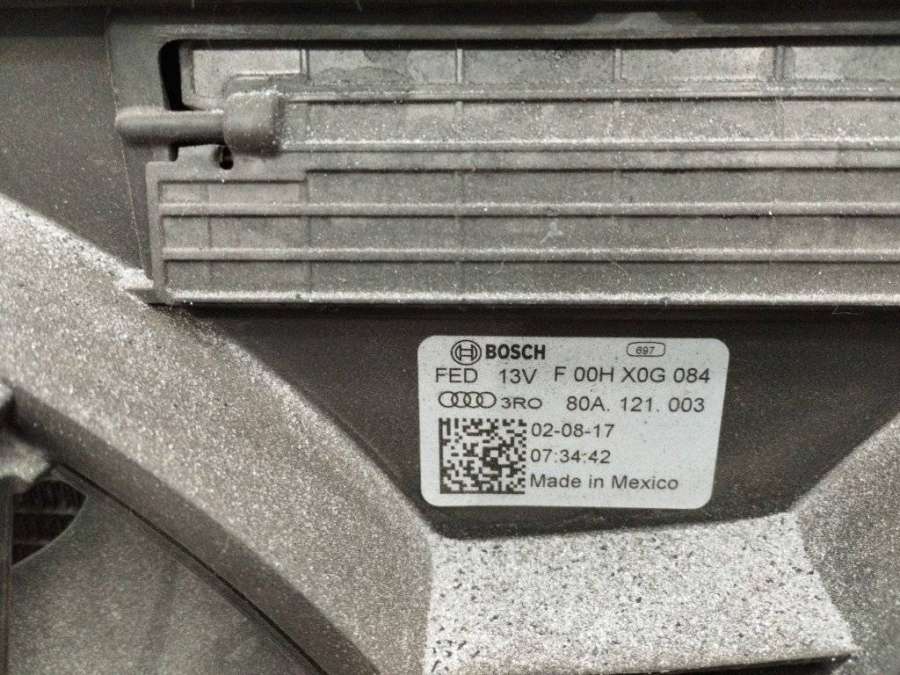 BOSCH 697
FED 13V F 00H X0G 084
3RO 80A. 121. 003
02-08-17
07:34:42
Made in Mexico